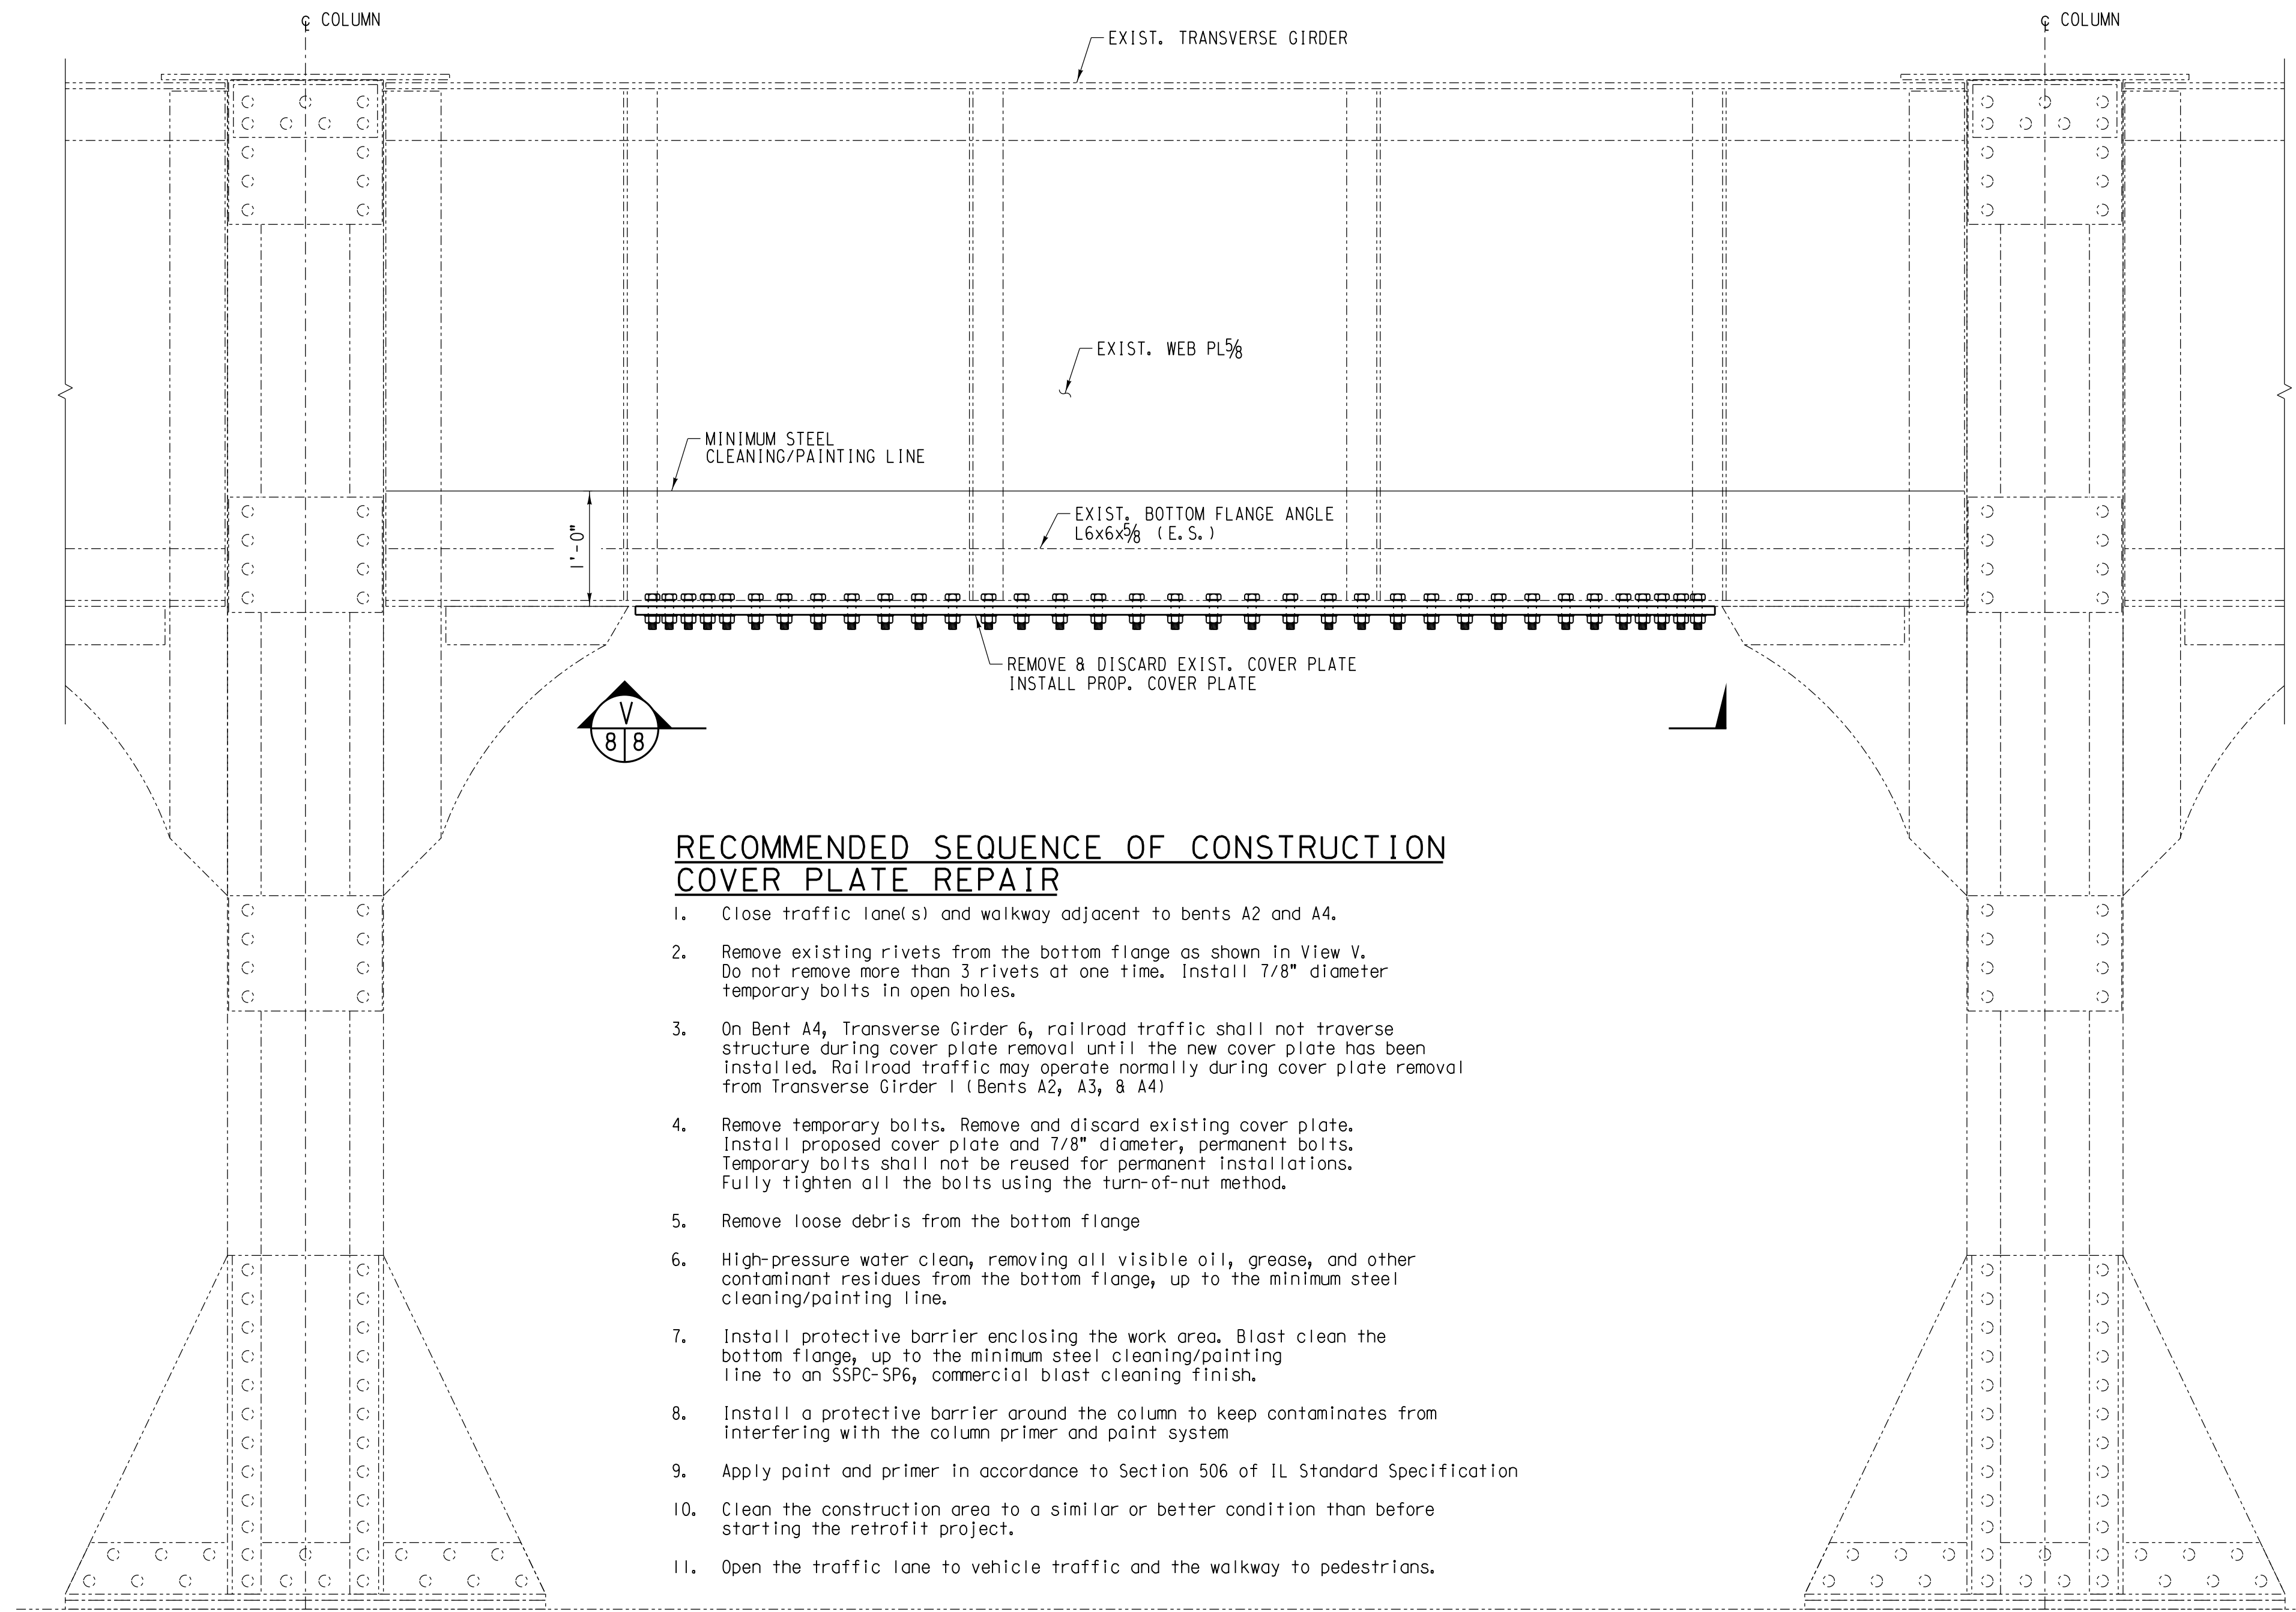 ℄ COLUMN
℄ COLUMN
EXIST. TRANSVERSE GIRDER
EXIST. WEB PL⅝
MINIMUM STEEL
CLEANING/PAINTING LINE
1'-0"
EXIST. BOTTOM FLANGE ANGLE
L6x6x⅝ (E.S.)
REMOVE & DISCARD EXIST. COVER PLATE
INSTALL PROP. COVER PLATE
V
8 8
RECOMMENDED SEQUENCE OF CONSTRUCTION
COVER PLATE REPAIR
1. Close traffic lane(s) and walkway adjacent to bents A2 and A4.
2. Remove existing rivets from the bottom flange as shown in View V.
Do not remove more than 3 rivets at one time. Install 7/8" diameter
temporary bolts in open holes.
3. On Bent A4, Transverse Girder 6, railroad traffic shall not traverse
structure during cover plate removal until the new cover plate has been
installed. Railroad traffic may operate normally during cover plate removal
from Transverse Girder 1 (Bents A2, A3, & A4)
4. Remove temporary bolts. Remove and discard existing cover plate.
Install proposed cover plate and 7/8" diameter, permanent bolts.
Temporary bolts shall not be reused for permanent installations.
Fully tighten all the bolts using the turn-of-nut method.
5. Remove loose debris from the bottom flange
6. High-pressure water clean, removing all visible oil, grease, and other
contaminant residues from the bottom flange, up to the minimum steel
cleaning/painting line.
7. Install protective barrier enclosing the work area. Blast clean the
bottom flange, up to the minimum steel cleaning/painting
line to an SSPC-SP6, commercial blast cleaning finish.
8. Install a protective barrier around the column to keep contaminates from
interfering with the column primer and paint system
9. Apply paint and primer in accordance to Section 506 of IL Standard Specification
10. Clean the construction area to a similar or better condition than before
starting the retrofit project.
11. Open the traffic lane to vehicle traffic and the walkway to pedestrians.